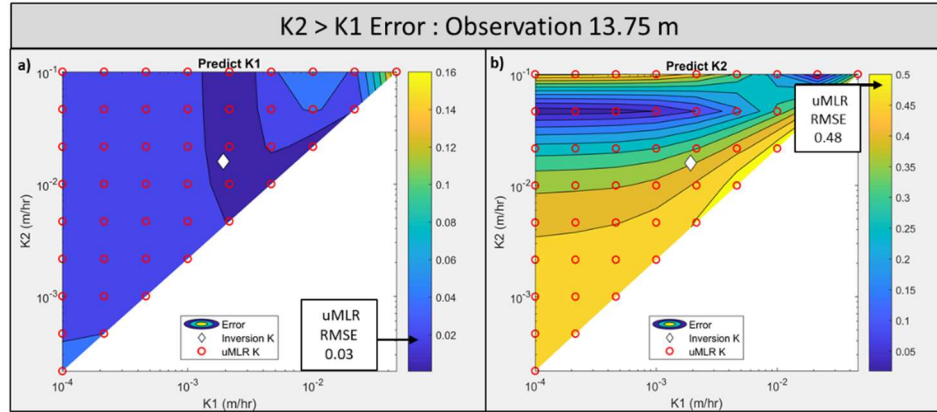 K2 > K1 Error : Observation 13.75 m
a)
Predict K1
10⁻¹
10⁻²
10⁻³
K2 (m/hr)
10⁻⁴
10⁻³
10⁻²
K1 (m/hr)
Error
Inversion K
uMLR K
uMLR
RMSE
0.03
0.16
0.14
0.12
0.1
0.08
0.06
0.04
0.02
b)
Predict K2
10⁻¹
10⁻²
10⁻³
K2 (m/hr)
10⁻⁴
10⁻³
10⁻²
K1 (m/hr)
Error
Inversion K
uMLR K
uMLR
RMSE
0.48
0.5
0.45
0.4
0.35
0.3
0.25
0.2
0.15
0.1
0.05